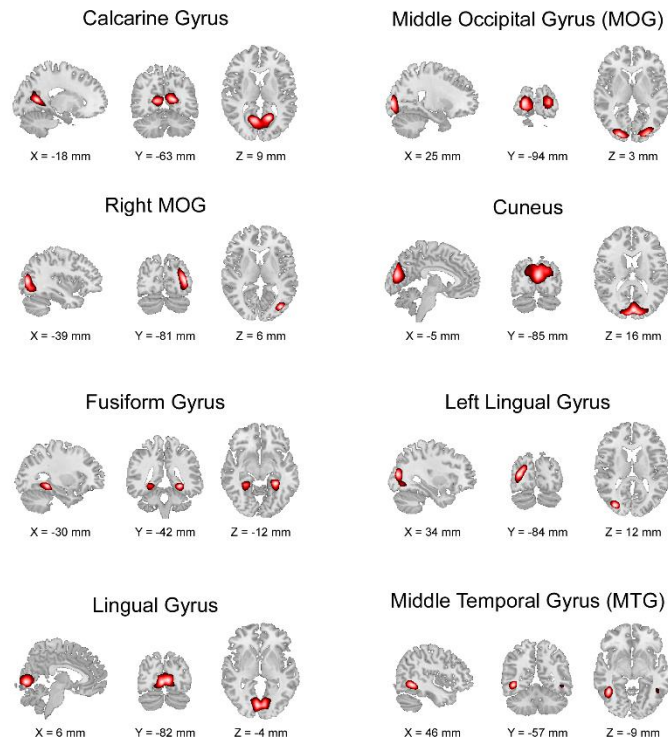 Calcarine Gyrus
X = -18 mm Y = -63 mm Z = 9 mm
Middle Occipital Gyrus (MOG)
X = 25 mm Y = -94 mm Z = 3 mm
Right MOG
X = -39 mm Y = -81 mm Z = 6 mm
Cuneus
X = -5 mm Y = -85 mm Z = 16 mm
Fusiform Gyrus
X = -30 mm Y = -42 mm Z = -12 mm
Left Lingual Gyrus
X = 34 mm Y = -84 mm Z = 12 mm
Lingual Gyrus
X = 6 mm Y = -82 mm Z = -4 mm
Middle Temporal Gyrus (MTG)
X = 46 mm Y = -57 mm Z = -9 mm